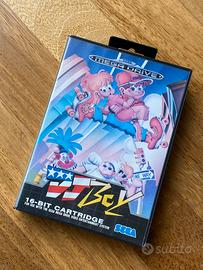 MEGA DRIVE
DJ Boy
16-BIT CARTRIDGE
SEGA
subito